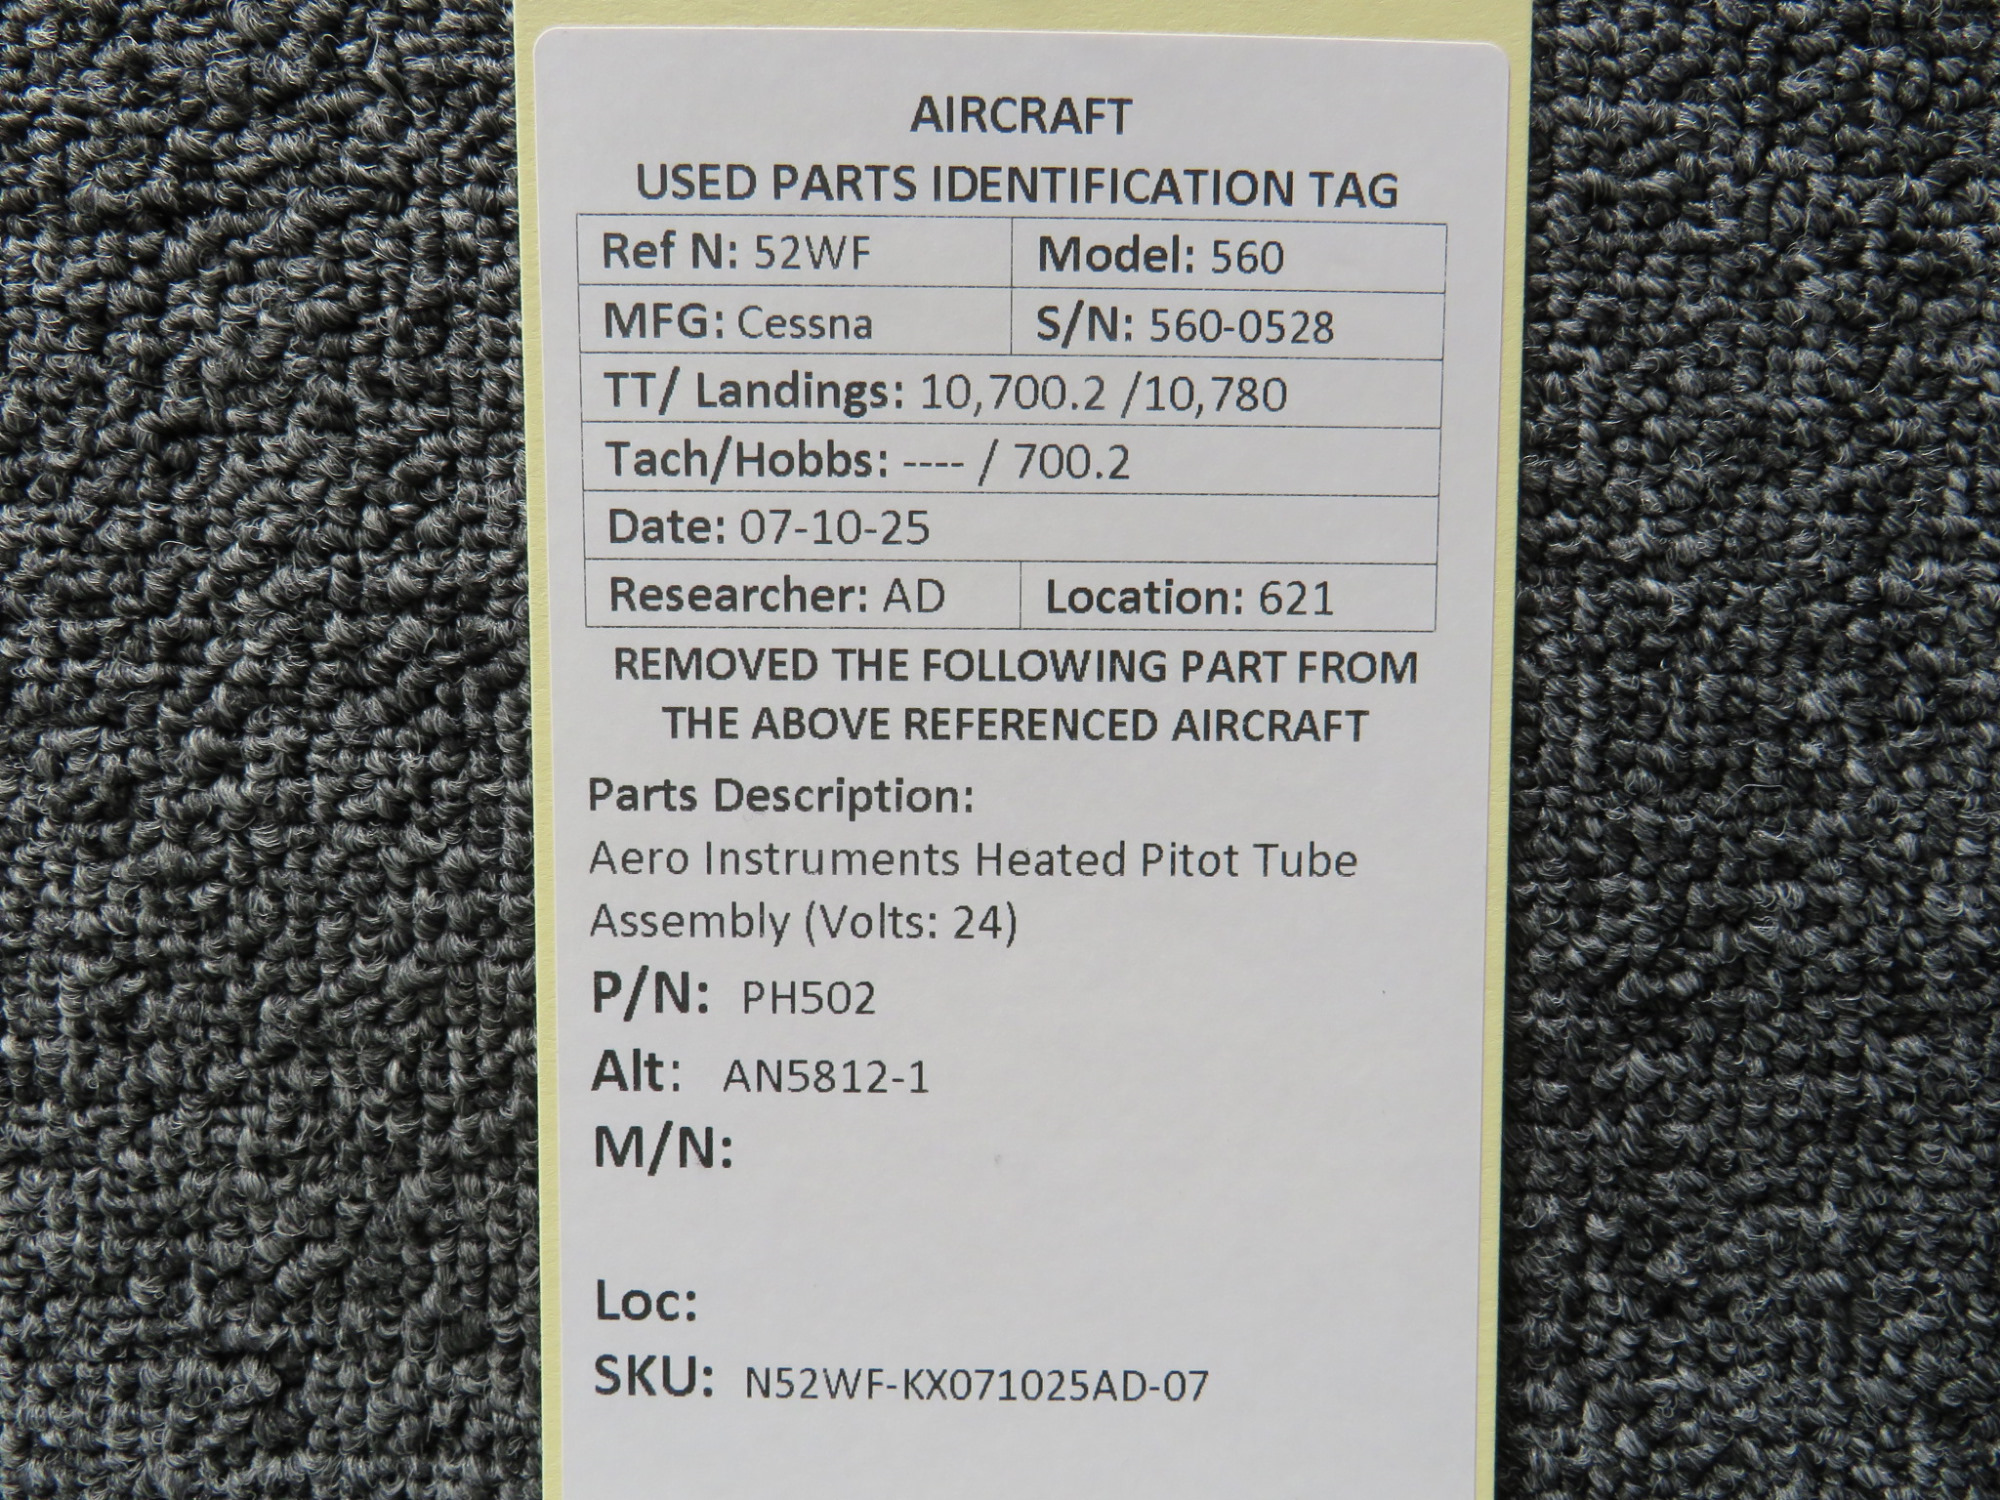 AIRCRAFT
USED PARTS IDENTIFICATION TAG
Ref N: 52WF Model: 560
MFG: Cessna S/N: 560-0528
TT/ Landings: 10,700.2 /10,780
Tach/Hobbs: ---- / 700.2
Date: 07-10-25
Researcher: AD Location: 621
REMOVED THE FOLLOWING PART FROM
THE ABOVE REFERENCED AIRCRAFT
Parts Description:
Aero Instruments Heated Pitot Tube
Assembly (Volts: 24)
P/N: PH502
Alt: AN5812-1
M/N:
Loc:
SKU: N52WF-KX071025AD-07